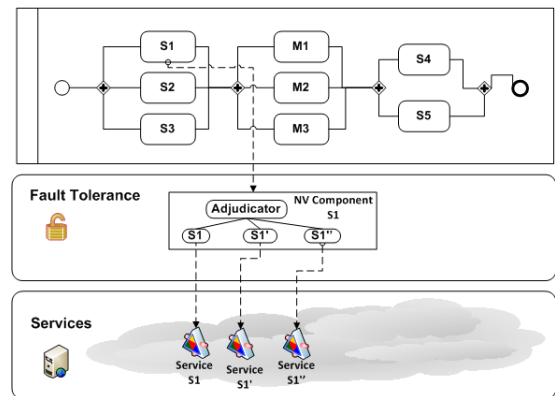 S1
M1
S4
S2
M2
S3
M3
S5
Fault Tolerance
NV Component
S1
Adjudicator
S1
S1'
S1''
Services
Service
S1
Service
S1'
Service
S1''